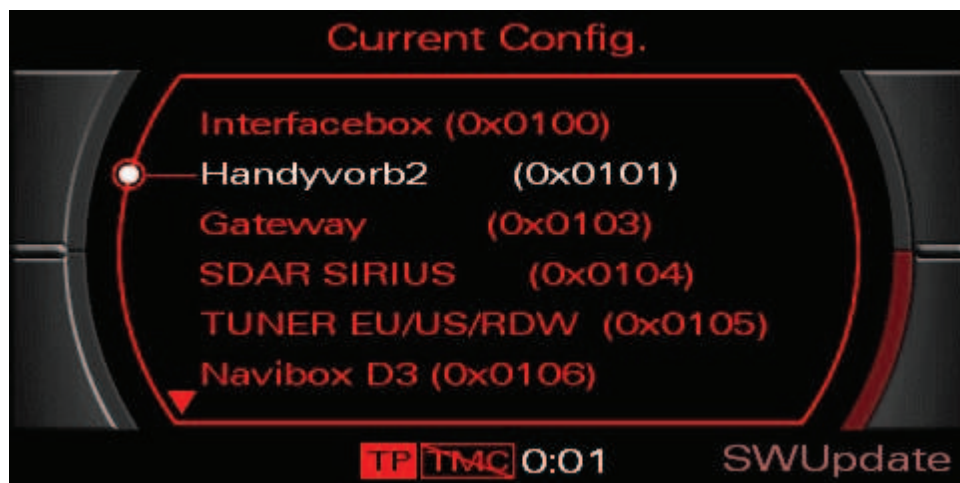 Current Config.
Interfacebox (0x0100)
Handyvorb2 (0x0101)
Gateway (0x0103)
SDAR SIRIUS (0x0104)
TUNER EU/US/RDW (0x0105)
Navibox D3 (0x0106)
TP TMC 0:01 SWUpdate